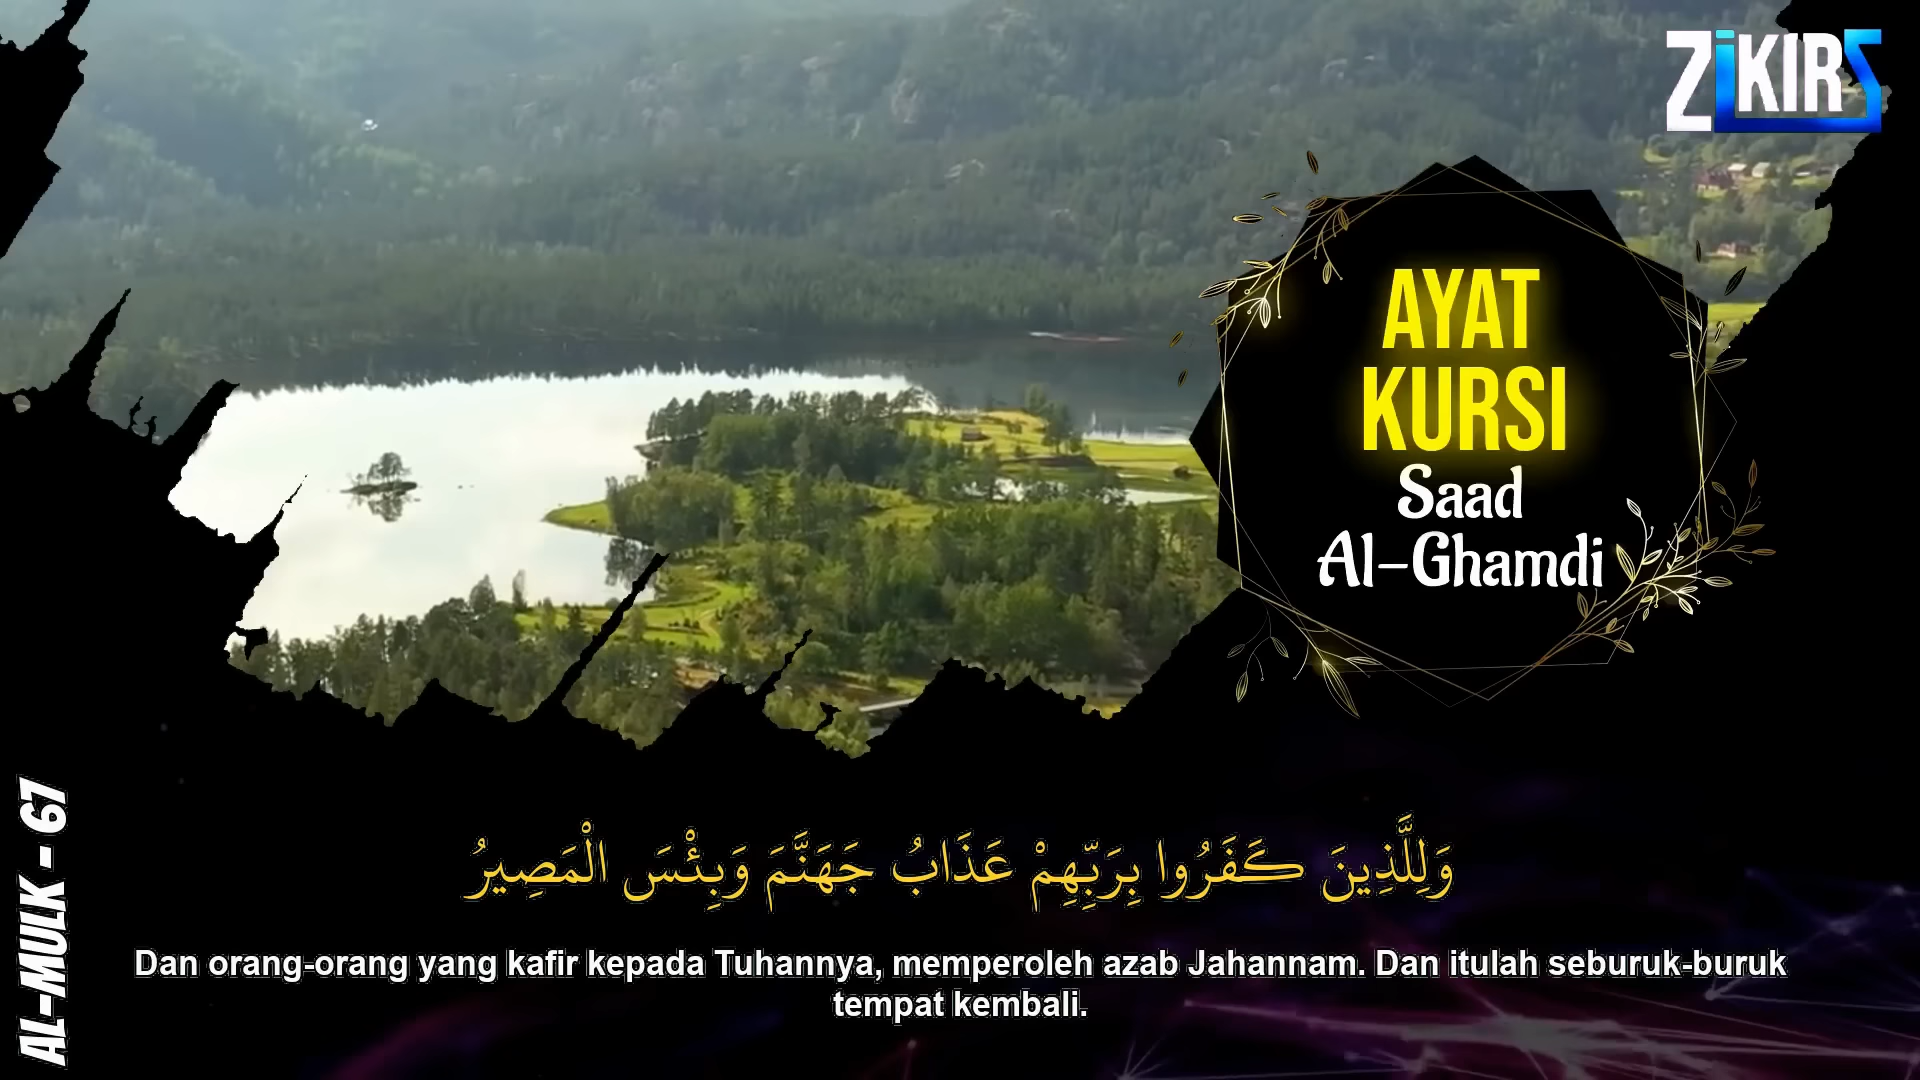 ZiKIRS
AYAT
KURSI
Saad
Al-Ghamdi
وَلِلَّذِينَ كَفَرُوا بِرَبِّهِمْ عَذَابُ جَهَنَّمَ وَبِئْسَ الْمَصِيرُ
Dan orang-orang yang kafir kepada Tuhannya, memperoleh azab Jahannam. Dan itulah seburuk-buruk
tempat kembali.
AL-MULK - 67